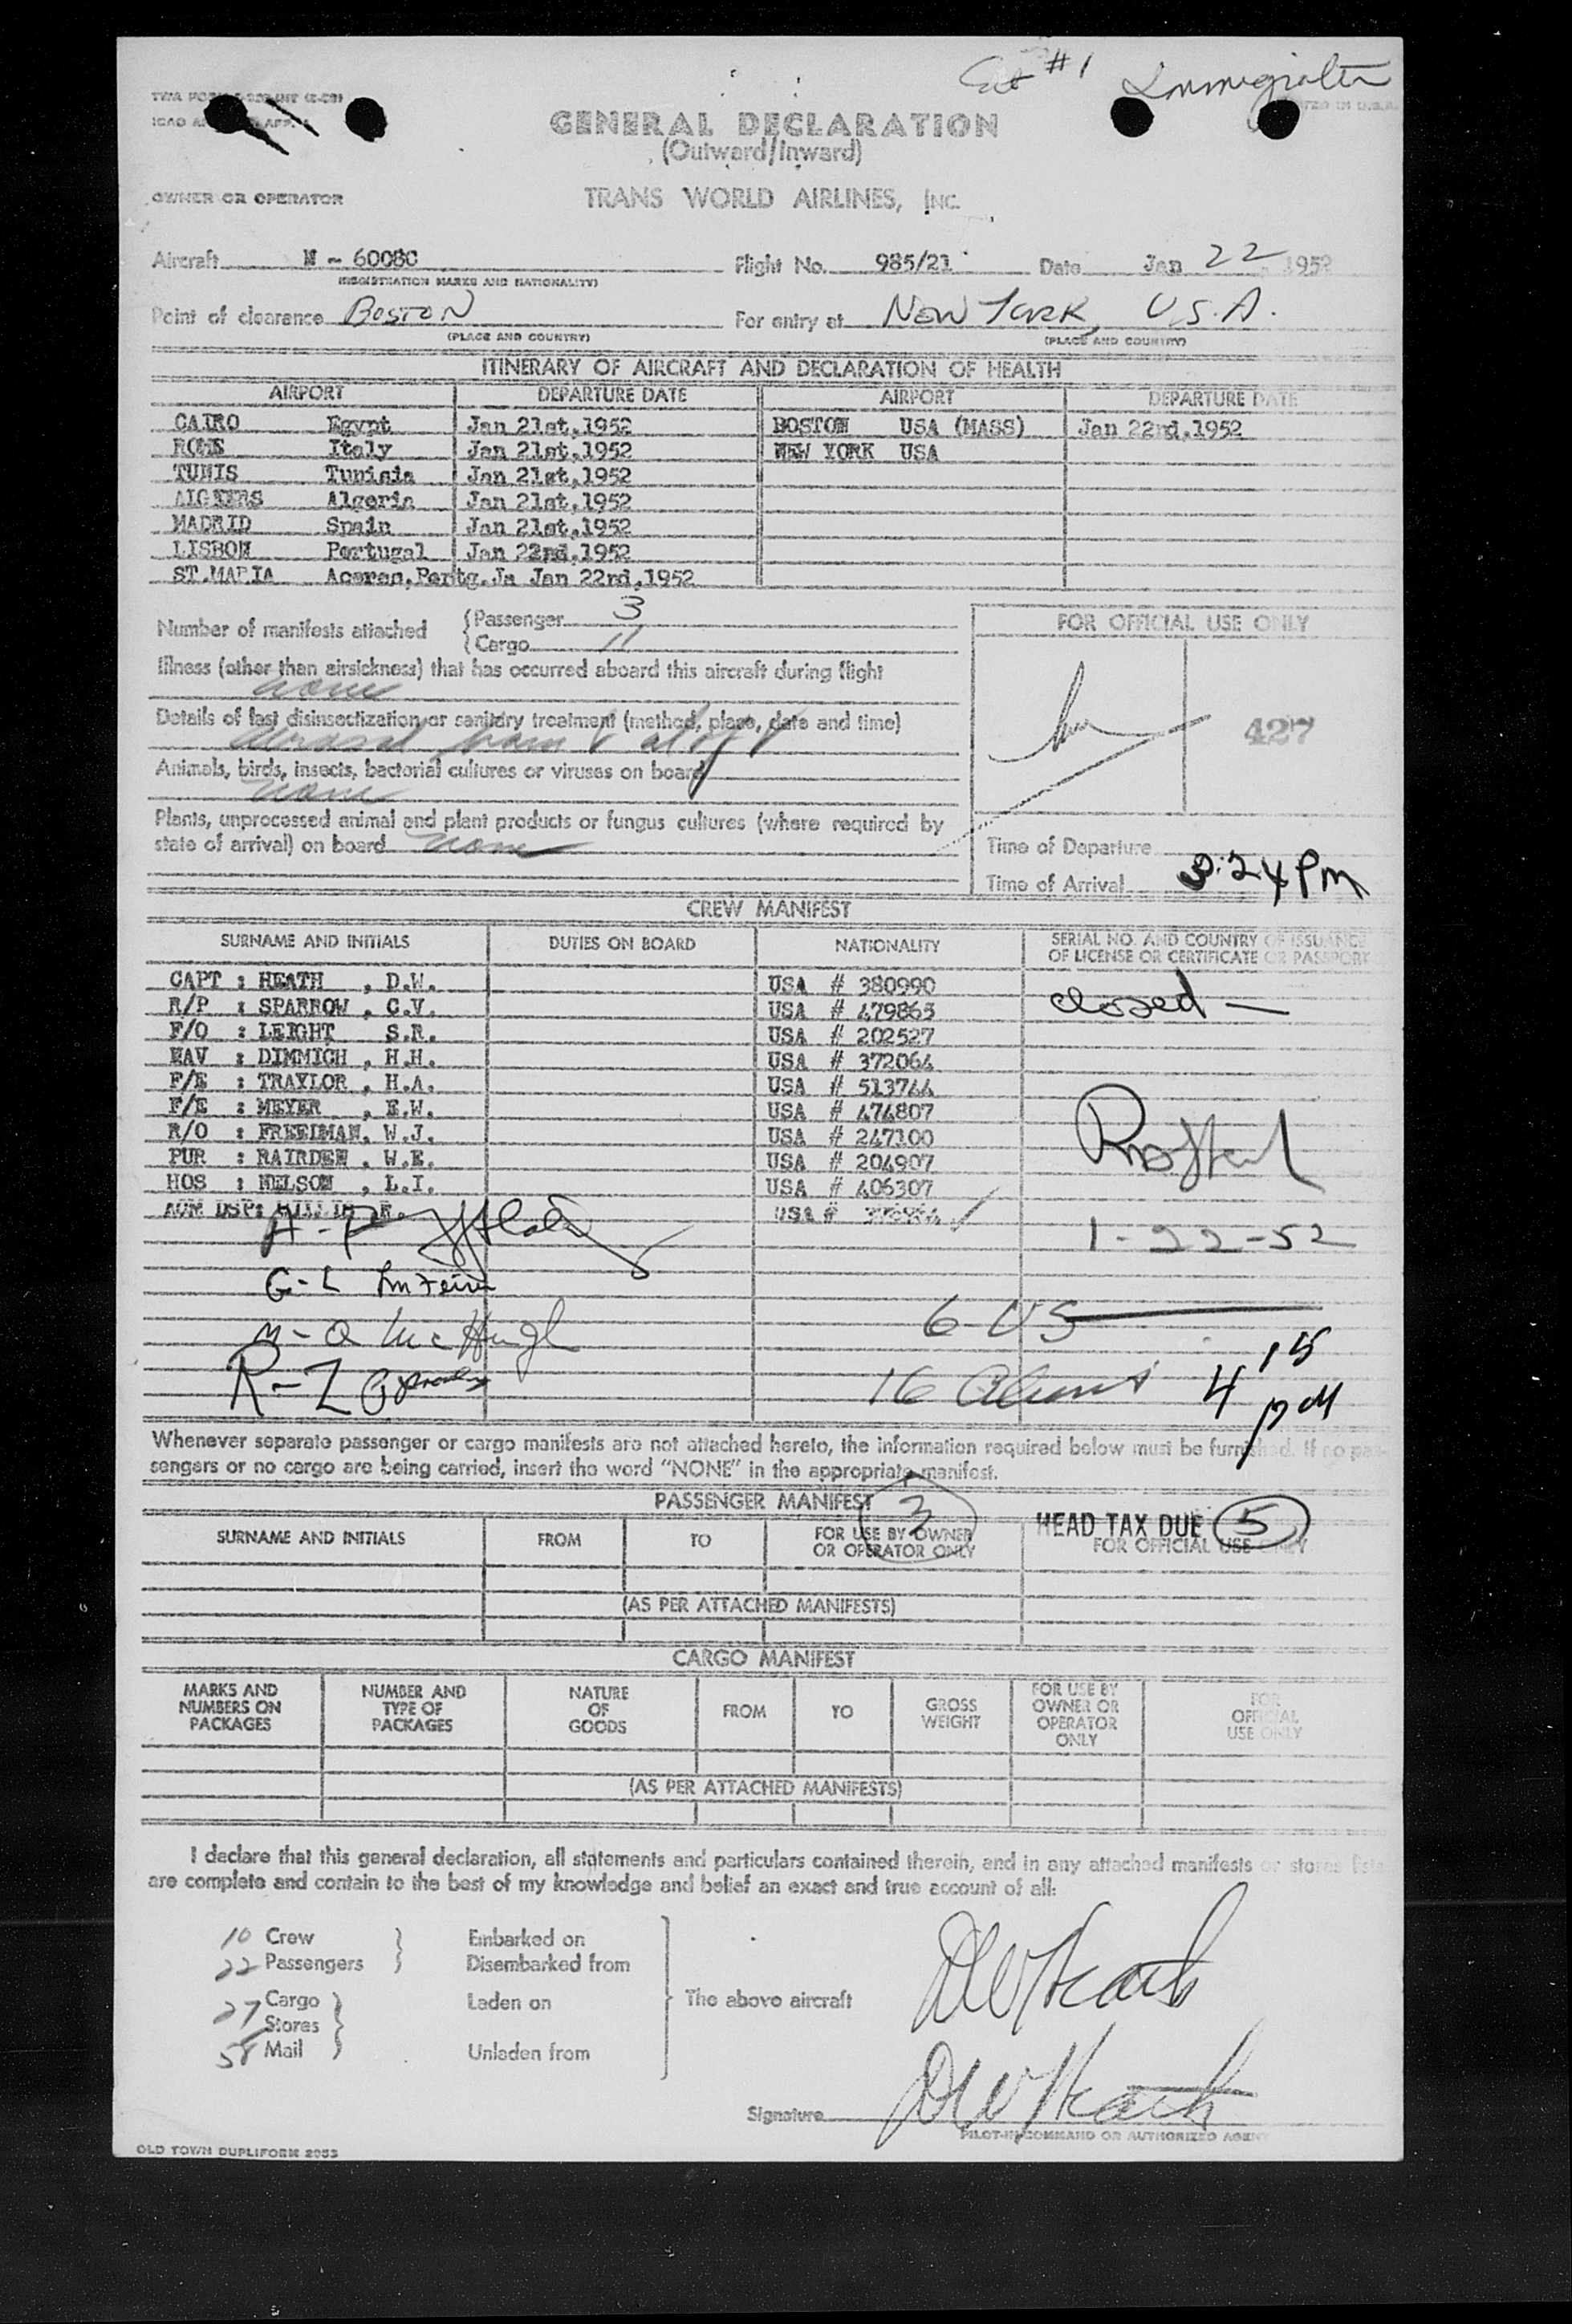 #1 Immigration
GENERAL DECLARATION
(Outward/Inward)
OWNER OR OPERATOR TRANS WORLD AIRLINES, INC.
Aircraft N - 6008C Flight No. 985/21 Date Jan 22 1952
(REGISTRATION MARKS AND NATIONALITY)
Point of clearance BOSTON For entry at NEW YORK, U.S.A.
(PLACE AND COUNTRY) (PLACE AND COUNTRY)
ITINERARY OF AIRCRAFT AND DECLARATION OF HEALTH
AIRPORT DEPARTURE DATE AIRPORT DEPARTURE DATE
CAIRO Egypt Jan 21st,1952 BOSTON USA (MASS) Jan 22nd,1952
ROME Italy Jan 21st,1952 NEW YORK USA
TUNIS Tunisia Jan 21st,1952
Algeria Jan 21st,1952
MADRID Spain Jan 21st,1952
LISBON Portugal Jan 22nd,1952
ST.MARIA Jan 22nd,1952
Number of manifests attached {Passenger 3
{Cargo 11
FOR OFFICIAL USE ONLY
Illness (other than airsickness) that has occurred aboard this aircraft during flight
none
Details of last disinsectization or sanitary treatment (method, place, date and time)
427
Animals, birds, insects, bacterial cultures or viruses on board
none
Plants, unprocessed animal and plant products or fungus cultures (where required by
state of arrival) on board none
Time of Departure
Time of Arrival 3:24 PM
CREW MANIFEST
SURNAME AND INITIALS DUTIES ON BOARD NATIONALITY SERIAL NO. AND COUNTRY OF ISSUANCE
OF LICENSE OR CERTIFICATE OR PASSPORT
CAPT : HEATH , D.W. USA # 380990
R/P : SPARROW , C.V. USA # 479863 closed —
F/O : LEIGHT S.R. USA # 202527
NAV : DIMMICH , H.H. USA # 372064
F/E : TRAYLOR , H.A. USA # 513744
F/E : MEYER , E.W. USA # 474807
R/O : FREEIMAN, W.J. USA # 247100
PUR : RAIRDEN , W.E. USA # 204907
HOS : NELSON , L.I. USA # 406307
USA #
A - F
1-22-52
G-L
6-US
M-Q McHugh
R-Z
16 Aliens 4 15 PM
Whenever separate passenger or cargo manifests are not attached hereto, the information required below must be furnished. If no pas-
sengers or no cargo are being carried, insert the word "NONE" in the appropriate manifest.
PASSENGER MANIFEST 3 HEAD TAX DUE 5
SURNAME AND INITIALS FROM TO FOR USE BY OWNER
OR OPERATOR ONLY FOR OFFICIAL USE ONLY
(AS PER ATTACHED MANIFESTS)
CARGO MANIFEST
MARKS AND NUMBERS ON PACKAGES NUMBER AND TYPE OF PACKAGES NATURE OF GOODS FROM TO GROSS WEIGHT FOR USE BY OWNER OR OPERATOR ONLY FOR OFFICIAL USE ONLY
(AS PER ATTACHED MANIFESTS)
I declare that this general declaration, all statements and particulars contained therein, and in any attached manifests or stores lists
are complete and contain to the best of my knowledge and belief an exact and true account of all:
10 Crew } Embarked on
22 Passengers } Disembarked from
27 Cargo } Laden on The above aircraft DW Heath
Stores
58 Mail } Unladen from
Signature DW Heath
PILOT-IN-COMMAND OR AUTHORIZED AGENT
OLD TOWN DUPLIFORM 2053